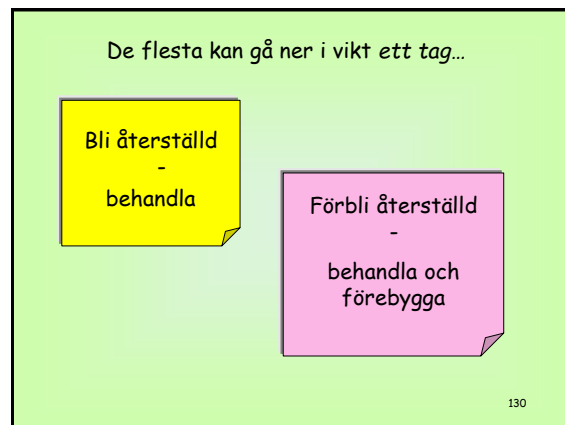 De flesta kan gå ner i vikt ett tag…
Bli återställd
-
behandla
Förbli återställd
-
behandla och
förebygga
130